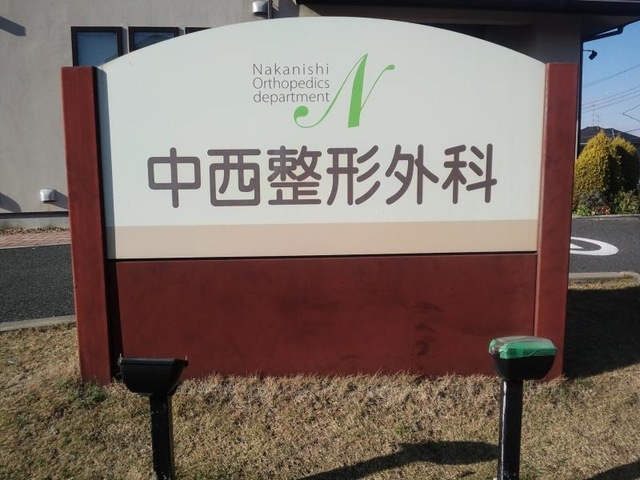 Nakanishi
Orthopedics
department
N
中西整形外科